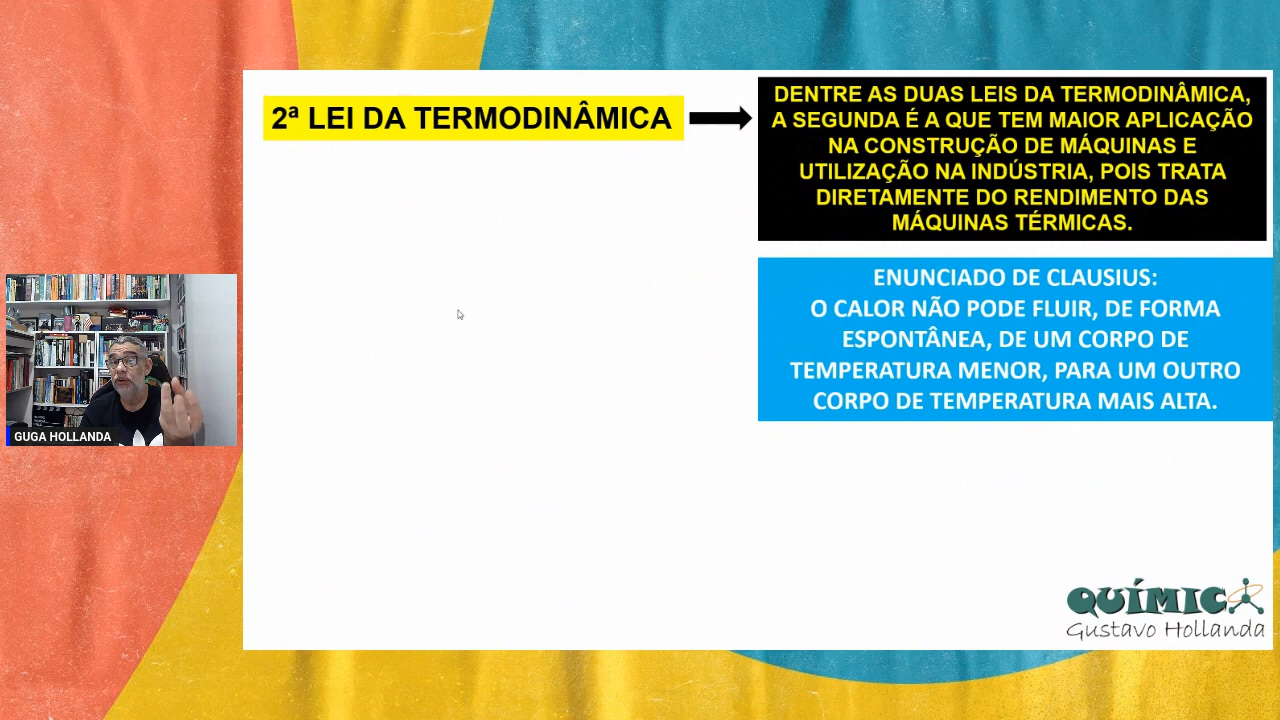 2ª LEI DA TERMODINÂMICA
DENTRE AS DUAS LEIS DA TERMODINÂMICA,
A SEGUNDA É A QUE TEM MAIOR APLICAÇÃO
NA CONSTRUÇÃO DE MÁQUINAS E
UTILIZAÇÃO NA INDÚSTRIA, POIS TRATA
DIRETAMENTE DO RENDIMENTO DAS
MÁQUINAS TÉRMICAS.
ENUNCIADO DE CLAUSIUS:
O CALOR NÃO PODE FLUIR, DE FORMA
ESPONTÂNEA, DE UM CORPO DE
TEMPERATURA MENOR, PARA UM OUTRO
CORPO DE TEMPERATURA MAIS ALTA.
GUGA HOLLANDA
QUÍMICA
Gustavo Hollanda